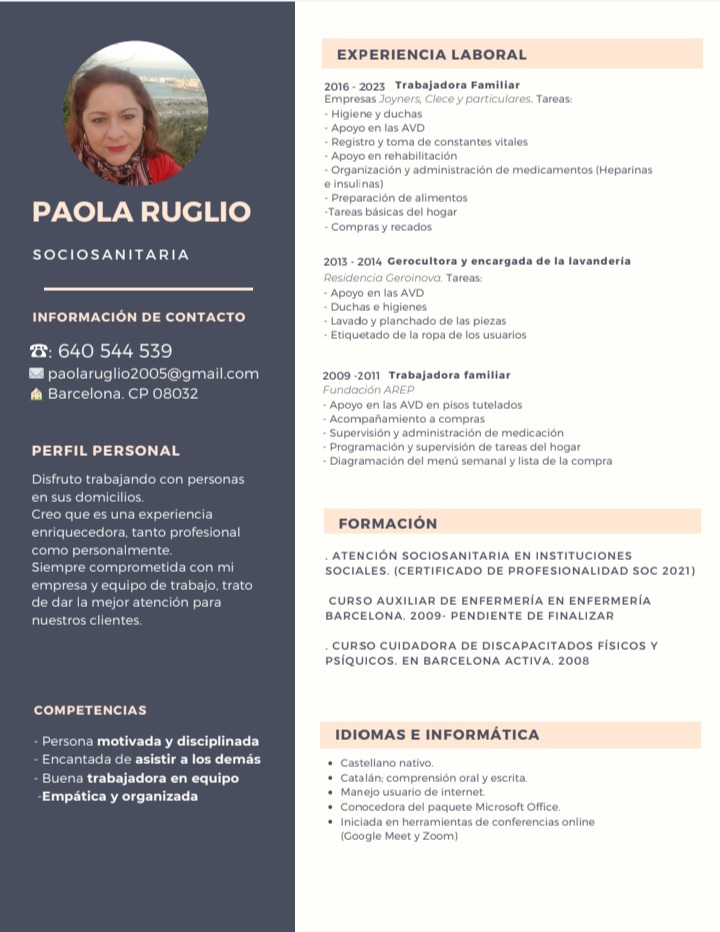 PAOLA RUGLIO
SOCIOSANITARIA
INFORMACIÓN DE CONTACTO
☎: 640 544 539
paolaruglio2005@gmail.com
Barcelona. CP 08032
PERFIL PERSONAL
Disfruto trabajando con personas
en sus domicilios.
Creo que es una experiencia
enriquecedora, tanto profesional
como personalmente.
Siempre comprometida con mi
empresa y equipo de trabajo, trato
de dar la mejor atención para
nuestros clientes.
COMPETENCIAS
- Persona motivada y disciplinada
- Encantada de asistir a los demás
- Buena trabajadora en equipo
-Empática y organizada
EXPERIENCIA LABORAL
2016 - 2023 Trabajadora Familiar
Empresas Joyners, Clece y particulares. Tareas:
- Higiene y duchas
- Apoyo en las AVD
- Registro y toma de constantes vitales
- Apoyo en rehabilitación
- Organización y administración de medicamentos (Heparinas
e insulinas)
- Preparación de alimentos
-Tareas básicas del hogar
- Compras y recados
2013 - 2014 Gerocultora y encargada de la lavandería
Residencia Geroinova. Tareas:
- Apoyo en las AVD
- Duchas e higienes
- Lavado y planchado de las piezas
- Etiquetado de la ropa de los usuarios
2009 -2011 Trabajadora familiar
Fundación AREP
- Apoyo en las AVD en pisos tutelados
- Acompañamiento a compras
- Supervisión y administración de medicación
- Programación y supervisión de tareas del hogar
- Diagramación del menú semanal y lista de la compra
FORMACIÓN
. ATENCIÓN SOCIOSANITARIA EN INSTITUCIONES
SOCIALES. (CERTIFICADO DE PROFESIONALIDAD SOC 2021)
CURSO AUXILIAR DE ENFERMERÍA EN ENFERMERÍA
BARCELONA. 2009- PENDIENTE DE FINALIZAR
. CURSO CUIDADORA DE DISCAPACITADOS FÍSICOS Y
PSÍQUICOS. EN BARCELONA ACTIVA. 2008
IDIOMAS E INFORMÁTICA
• Castellano nativo.
• Catalán: comprensión oral y escrita.
• Manejo usuario de internet.
• Conocedora del paquete Microsoft Office.
• Iniciada en herramientas de conferencias online
(Google Meet y Zoom)